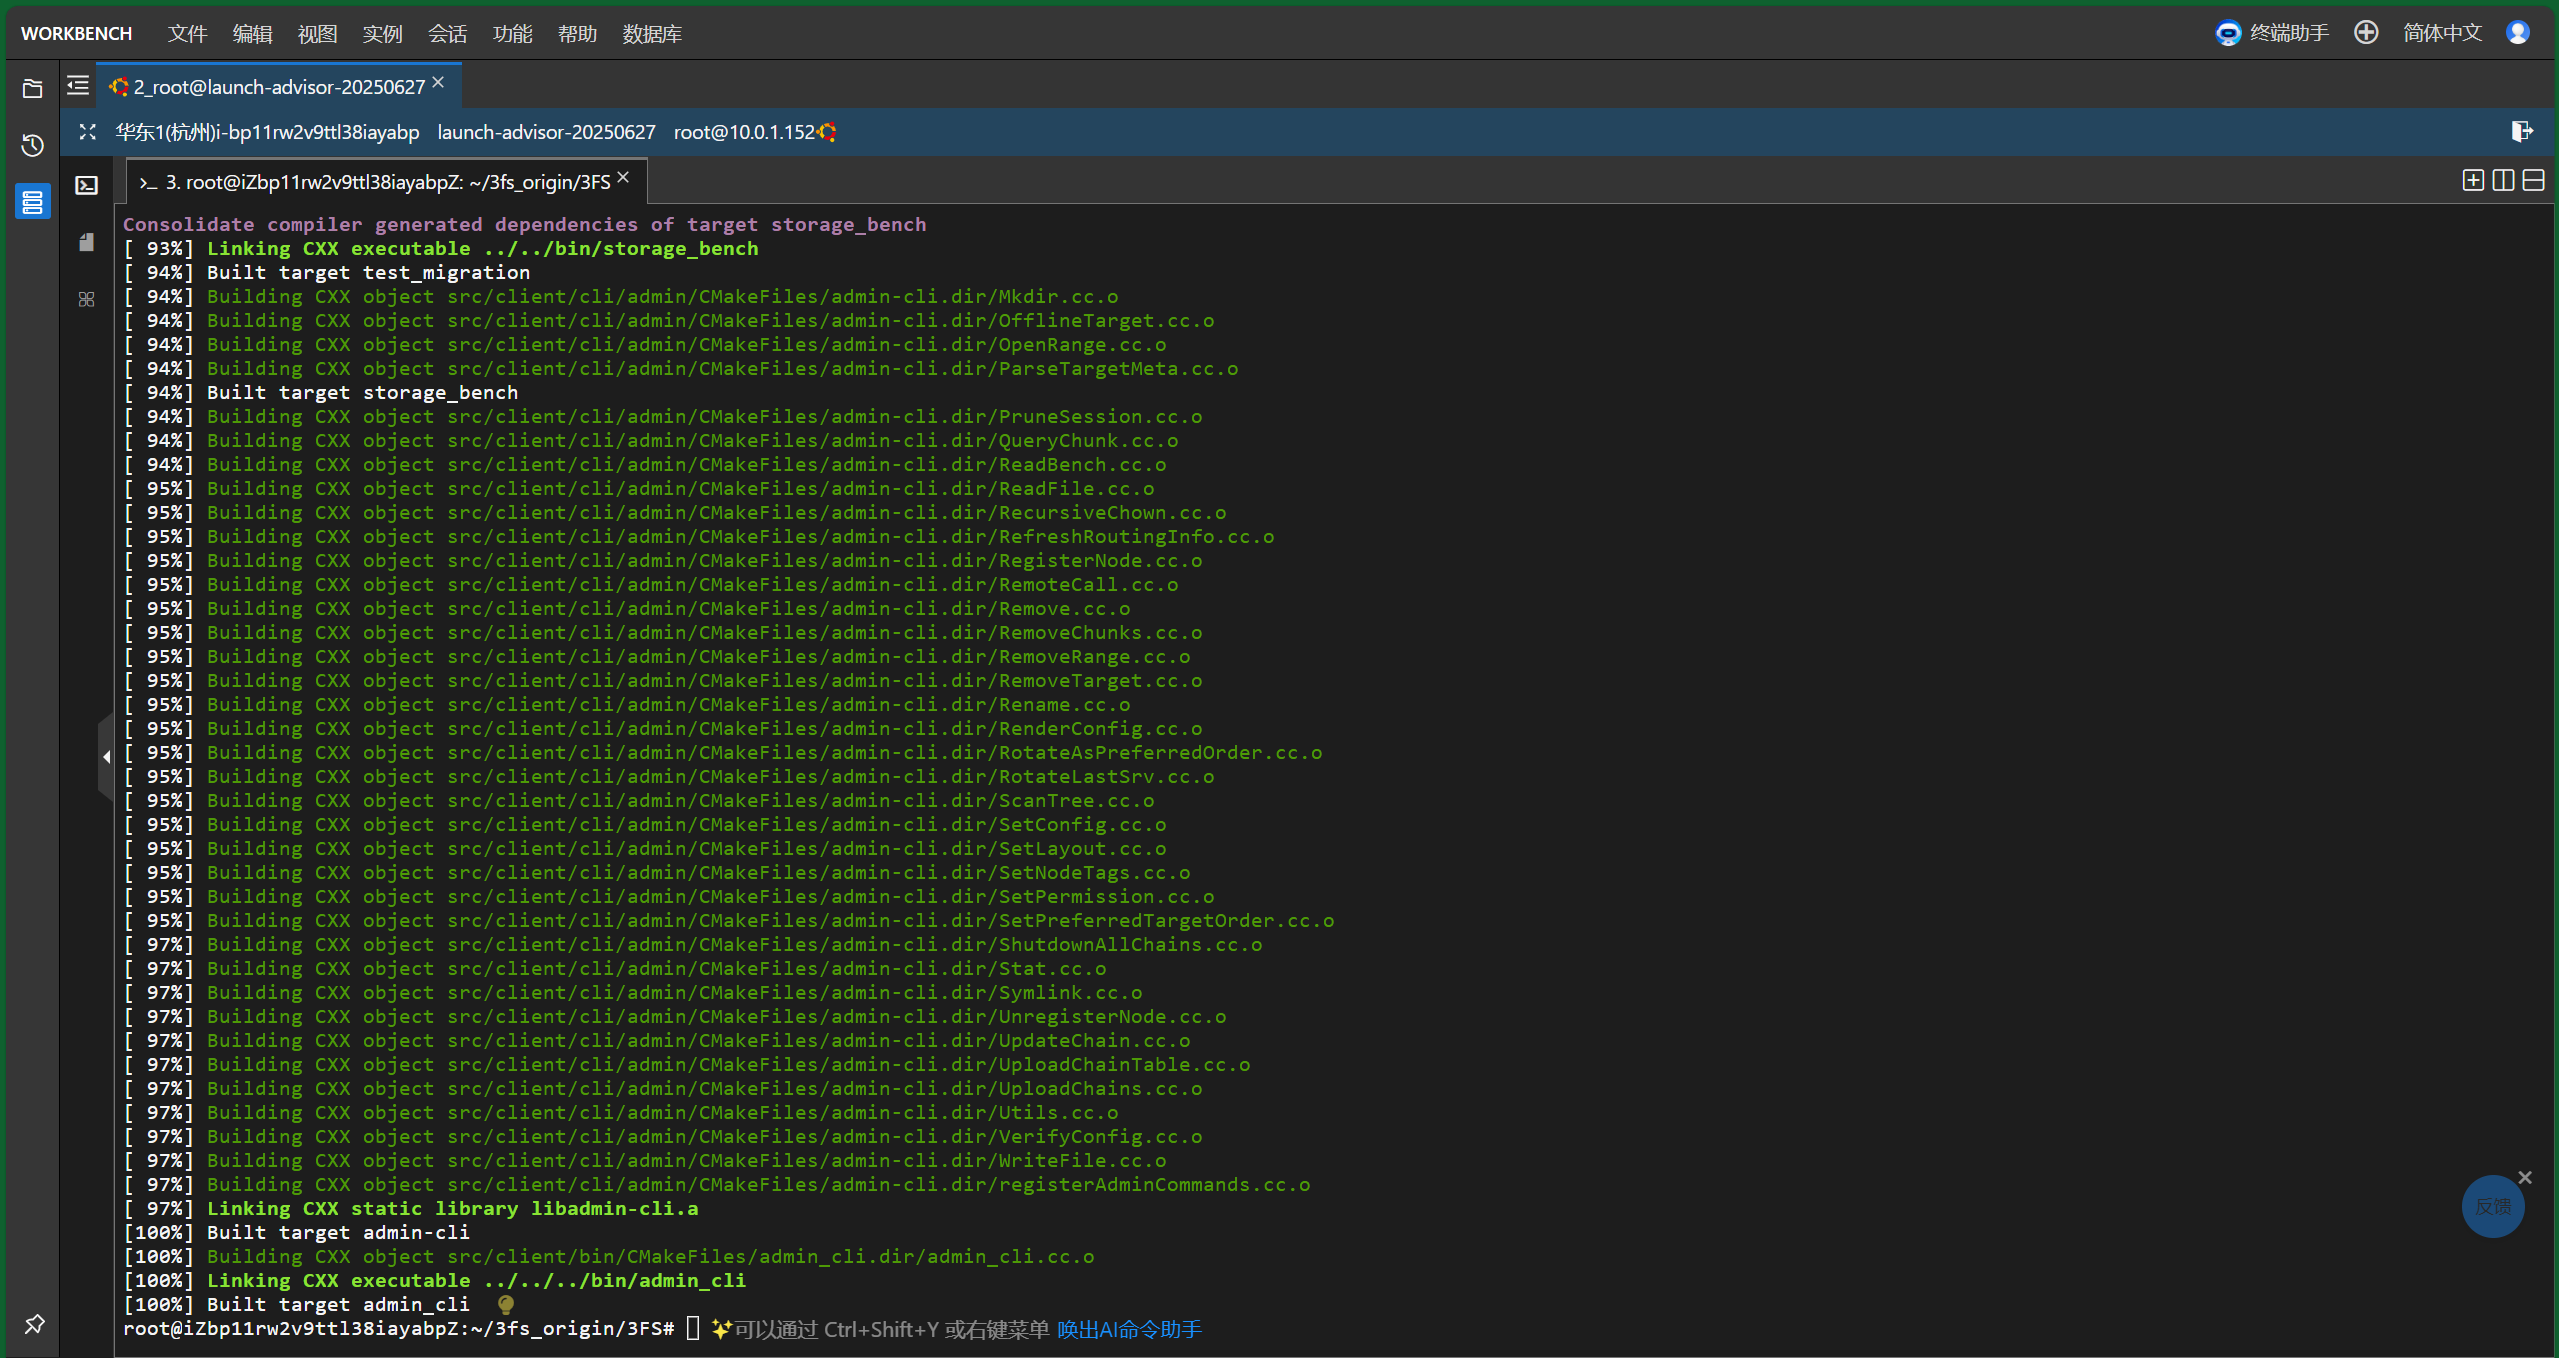 WORKBENCH 文件 编辑 视图 实例 会话 功能 帮助 数据库 终端助手 简体中文
2_root@launch-advisor-20250627
华东1(杭州)i-bp11rw2v9ttl38iayabp launch-advisor-20250627 root@10.0.1.152
>_ 3. root@iZbp11rw2v9ttl38iayabpZ: ~/3fs_origin/3FS
Consolidate compiler generated dependencies of target storage_bench
[ 93%] Linking CXX executable ../../bin/storage_bench
[ 94%] Built target test_migration
[ 94%] Building CXX object src/client/cli/admin/CMakeFiles/admin-cli.dir/Mkdir.cc.o
[ 94%] Building CXX object src/client/cli/admin/CMakeFiles/admin-cli.dir/OfflineTarget.cc.o
[ 94%] Building CXX object src/client/cli/admin/CMakeFiles/admin-cli.dir/OpenRange.cc.o
[ 94%] Building CXX object src/client/cli/admin/CMakeFiles/admin-cli.dir/ParseTargetMeta.cc.o
[ 94%] Built target storage_bench
[ 94%] Building CXX object src/client/cli/admin/CMakeFiles/admin-cli.dir/PruneSession.cc.o
[ 94%] Building CXX object src/client/cli/admin/CMakeFiles/admin-cli.dir/QueryChunk.cc.o
[ 94%] Building CXX object src/client/cli/admin/CMakeFiles/admin-cli.dir/ReadBench.cc.o
[ 95%] Building CXX object src/client/cli/admin/CMakeFiles/admin-cli.dir/ReadFile.cc.o
[ 95%] Building CXX object src/client/cli/admin/CMakeFiles/admin-cli.dir/RecursiveChown.cc.o
[ 95%] Building CXX object src/client/cli/admin/CMakeFiles/admin-cli.dir/RefreshRoutingInfo.cc.o
[ 95%] Building CXX object src/client/cli/admin/CMakeFiles/admin-cli.dir/RegisterNode.cc.o
[ 95%] Building CXX object src/client/cli/admin/CMakeFiles/admin-cli.dir/RemoteCall.cc.o
[ 95%] Building CXX object src/client/cli/admin/CMakeFiles/admin-cli.dir/Remove.cc.o
[ 95%] Building CXX object src/client/cli/admin/CMakeFiles/admin-cli.dir/RemoveChunks.cc.o
[ 95%] Building CXX object src/client/cli/admin/CMakeFiles/admin-cli.dir/RemoveRange.cc.o
[ 95%] Building CXX object src/client/cli/admin/CMakeFiles/admin-cli.dir/RemoveTarget.cc.o
[ 95%] Building CXX object src/client/cli/admin/CMakeFiles/admin-cli.dir/Rename.cc.o
[ 95%] Building CXX object src/client/cli/admin/CMakeFiles/admin-cli.dir/RenderConfig.cc.o
[ 95%] Building CXX object src/client/cli/admin/CMakeFiles/admin-cli.dir/RotateAsPreferredOrder.cc.o
[ 95%] Building CXX object src/client/cli/admin/CMakeFiles/admin-cli.dir/RotateLastSrv.cc.o
[ 95%] Building CXX object src/client/cli/admin/CMakeFiles/admin-cli.dir/ScanTree.cc.o
[ 95%] Building CXX object src/client/cli/admin/CMakeFiles/admin-cli.dir/SetConfig.cc.o
[ 95%] Building CXX object src/client/cli/admin/CMakeFiles/admin-cli.dir/SetLayout.cc.o
[ 95%] Building CXX object src/client/cli/admin/CMakeFiles/admin-cli.dir/SetNodeTags.cc.o
[ 95%] Building CXX object src/client/cli/admin/CMakeFiles/admin-cli.dir/SetPermission.cc.o
[ 95%] Building CXX object src/client/cli/admin/CMakeFiles/admin-cli.dir/SetPreferredTargetOrder.cc.o
[ 97%] Building CXX object src/client/cli/admin/CMakeFiles/admin-cli.dir/ShutdownAllChains.cc.o
[ 97%] Building CXX object src/client/cli/admin/CMakeFiles/admin-cli.dir/Stat.cc.o
[ 97%] Building CXX object src/client/cli/admin/CMakeFiles/admin-cli.dir/Symlink.cc.o
[ 97%] Building CXX object src/client/cli/admin/CMakeFiles/admin-cli.dir/UnregisterNode.cc.o
[ 97%] Building CXX object src/client/cli/admin/CMakeFiles/admin-cli.dir/UpdateChain.cc.o
[ 97%] Building CXX object src/client/cli/admin/CMakeFiles/admin-cli.dir/UploadChainTable.cc.o
[ 97%] Building CXX object src/client/cli/admin/CMakeFiles/admin-cli.dir/UploadChains.cc.o
[ 97%] Building CXX object src/client/cli/admin/CMakeFiles/admin-cli.dir/Utils.cc.o
[ 97%] Building CXX object src/client/cli/admin/CMakeFiles/admin-cli.dir/VerifyConfig.cc.o
[ 97%] Building CXX object src/client/cli/admin/CMakeFiles/admin-cli.dir/WriteFile.cc.o
[ 97%] Building CXX object src/client/cli/admin/CMakeFiles/admin-cli.dir/registerAdminCommands.cc.o
[ 97%] Linking CXX static library libadmin-cli.a
反馈
[100%] Built target admin-cli
[100%] Building CXX object src/client/bin/CMakeFiles/admin_cli.dir/admin_cli.cc.o
[100%] Linking CXX executable ../../../bin/admin_cli
[100%] Built target admin_cli
root@iZbp11rw2v9ttl38iayabpZ:~/3fs_origin/3FS# 可以通过 Ctrl+Shift+Y 或右键菜单 唤出AI命令助手